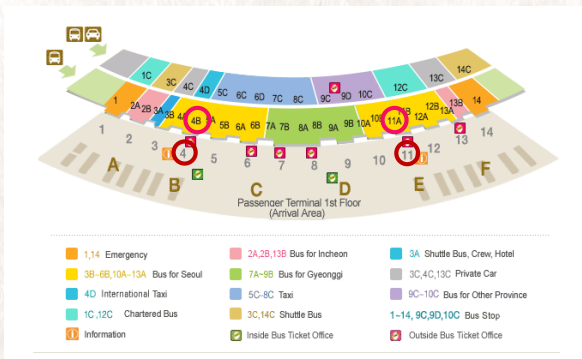 1C 3C 4C 4D 5C 6C 6D 7C 8C 9C 9D 10C 12C 13C 14C
1 2A 2B 3A 3B 4B 5B 6A 6B 7A 7B 8A 8B 9A 9B 10A 11A 12A 12B 13A 13B 14
1 2 3 4 5 6 7 8 9 10 11 12 13 14
A B C D E F
Passenger Terminal 1st Floor
(Arrival Area)
1,14 Emergency
2A,2B,13B Bus for Incheon
3A Shuttle Bus, Crew, Hotel
3B~6B,10A~13A Bus for Seoul
7A~9B Bus for Gyeonggi
3C,4C,13C Private Car
4D International Taxi
5C~8C Taxi
9C~10C Bus for Other Province
1C ,12C Chartered Bus
3C,14C Shuttle Bus
1~14, 9C,9D,10C Bus Stop
Information
Inside Bus Ticket Office
Outside Bus Ticket Office